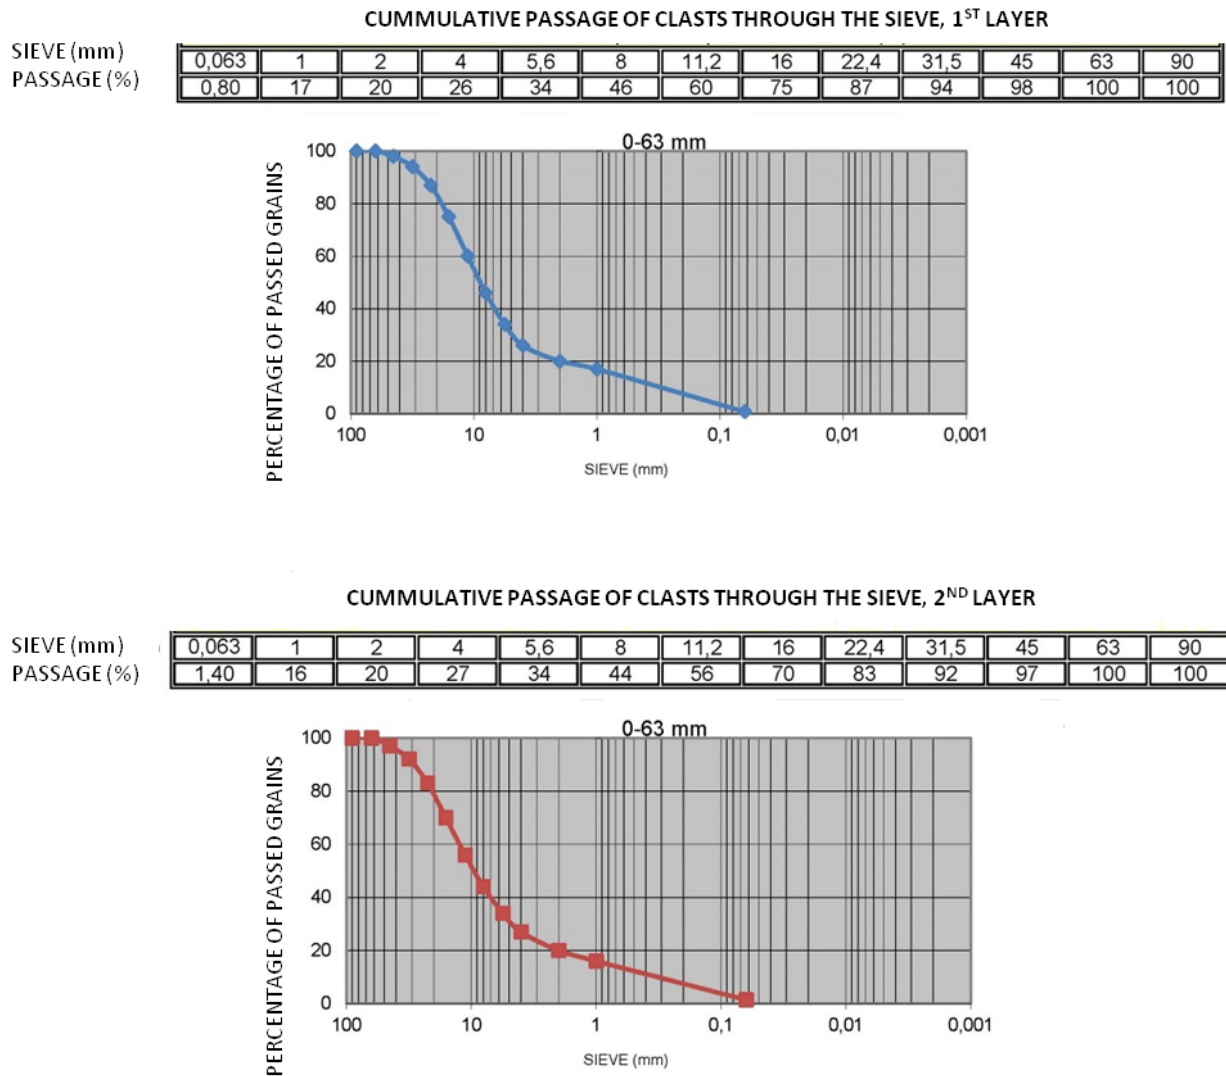 CUMMULATIVE PASSAGE OF CLASTS THROUGH THE SIEVE, 1ST LAYER
SIEVE (mm) 0,063 1 2 4 5,6 8 11,2 16 22,4 31,5 45 63 90
PASSAGE (%) 0,80 17 20 26 34 46 60 75 87 94 98 100 100
0-63 mm
PERCENTAGE OF PASSED GRAINS
100
80
60
40
20
0
100 10 1 0,1 0,01 0,001
SIEVE (mm)
CUMMULATIVE PASSAGE OF CLASTS THROUGH THE SIEVE, 2ND LAYER
SIEVE (mm) 0,063 1 2 4 5,6 8 11,2 16 22,4 31,5 45 63 90
PASSAGE (%) 1,40 16 20 27 34 44 56 70 83 92 97 100 100
0-63 mm
PERCENTAGE OF PASSED GRAINS
100
80
60
40
20
0
100 10 1 0,1 0,01 0,001
SIEVE (mm)